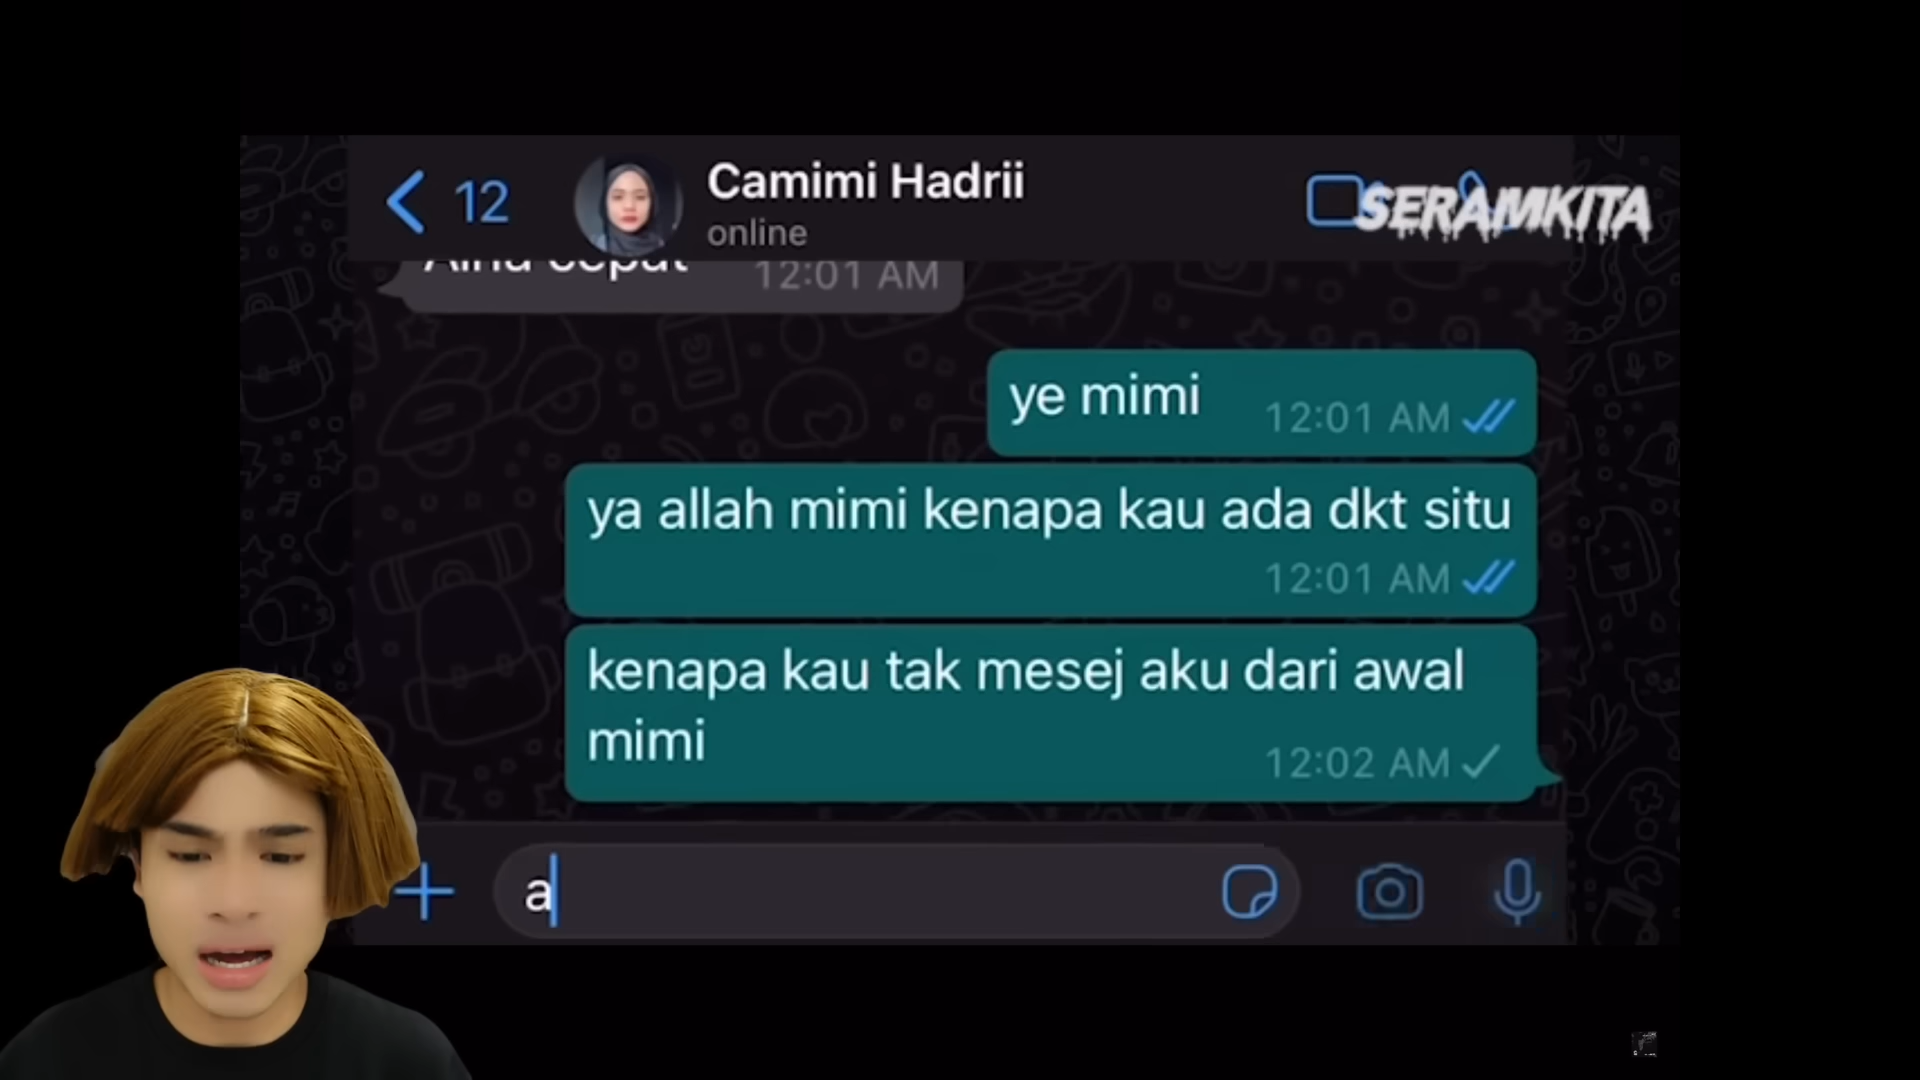 12
Camimi Hadrii
online
SERAMKITA
cepat 12:01 AM
ye mimi
12:01 AM
ya allah mimi kenapa kau ada dkt situ
12:01 AM
kenapa kau tak mesej aku dari awal
mimi
12:02 AM
a